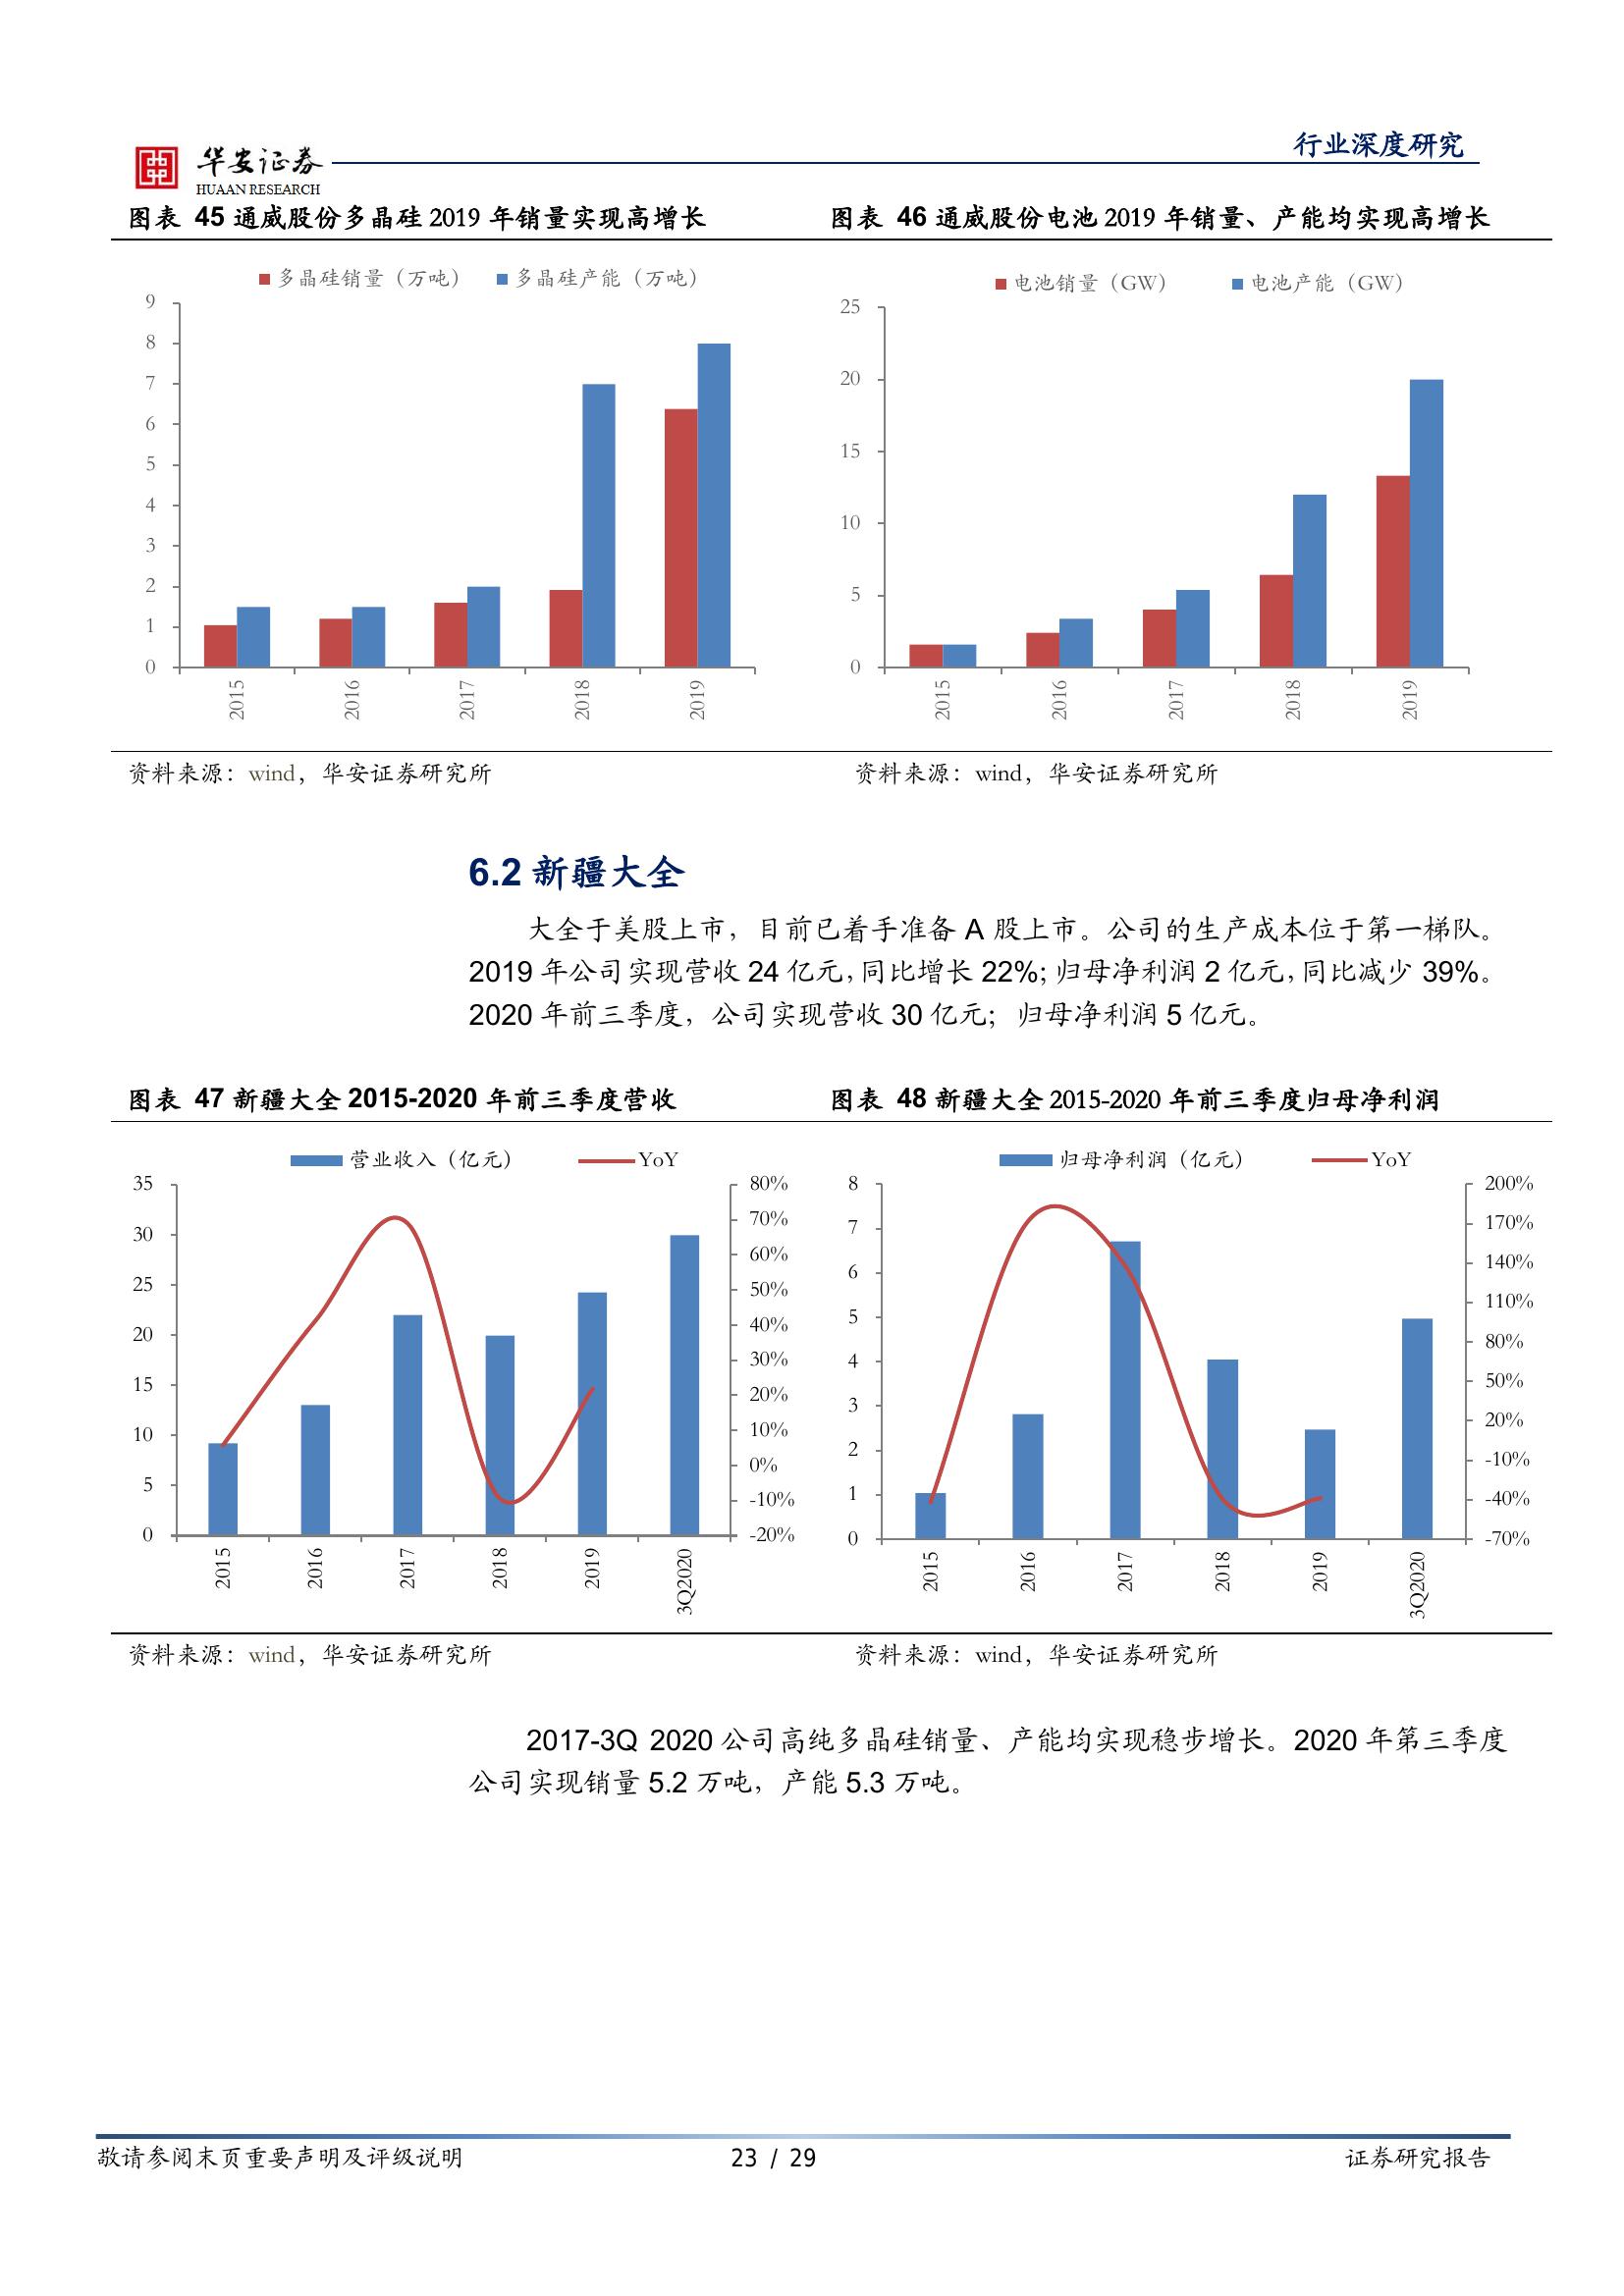 行业深度研究
华安证券
HUAAN RESEARCH
图表 45 通威股份多晶硅 2019 年销量实现高增长
图表 46 通威股份电池 2019 年销量、产能均实现高增长
多晶硅销量（万吨） 多晶硅产能（万吨）
9
8
7
6
5
4
3
2
1
0
2015 2016 2017 2018 2019
电池销量（GW） 电池产能（GW）
25
20
15
10
5
0
2015 2016 2017 2018 2019
资料来源：wind，华安证券研究所
资料来源：wind，华安证券研究所
6.2 新疆大全
大全于美股上市，目前已着手准备 A 股上市。公司的生产成本位于第一梯队。
2019 年公司实现营收 24 亿元，同比增长 22%；归母净利润 2 亿元，同比减少 39%。
2020 年前三季度，公司实现营收 30 亿元；归母净利润 5 亿元。
图表 47 新疆大全 2015-2020 年前三季度营收
图表 48 新疆大全 2015-2020 年前三季度归母净利润
营业收入（亿元） YoY
35
30
25
20
15
10
5
0
80%
70%
60%
50%
40%
30%
20%
10%
0%
-10%
-20%
2015 2016 2017 2018 2019 3Q2020
归母净利润（亿元） YoY
8
7
6
5
4
3
2
1
0
200%
170%
140%
110%
80%
50%
20%
-10%
-40%
-70%
2015 2016 2017 2018 2019 3Q2020
资料来源：wind，华安证券研究所
资料来源：wind，华安证券研究所
2017-3Q 2020 公司高纯多晶硅销量、产能均实现稳步增长。2020 年第三季度
公司实现销量 5.2 万吨，产能 5.3 万吨。
敬请参阅末页重要声明及评级说明
23 / 29
证券研究报告